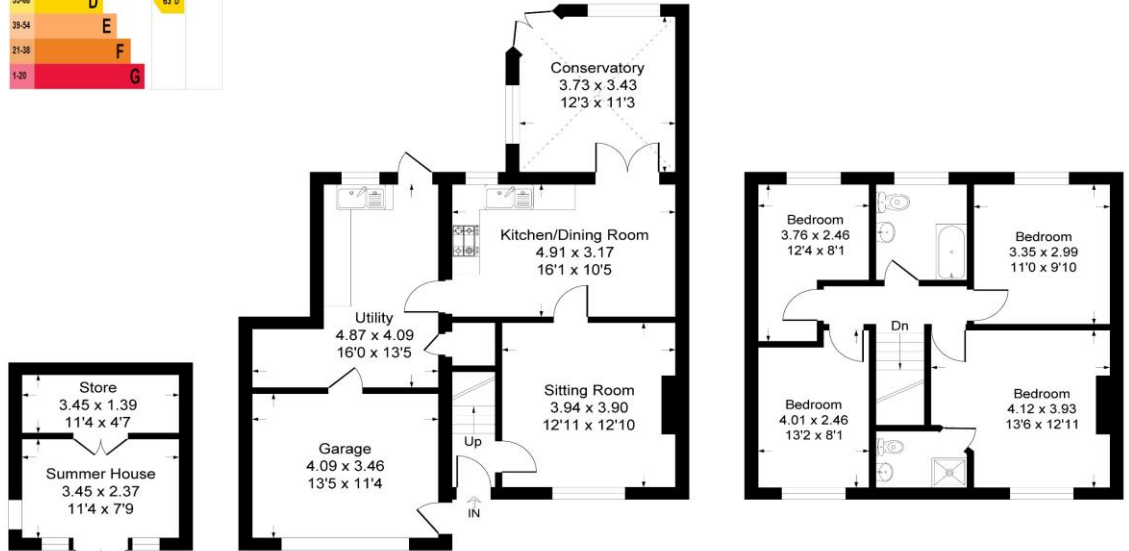 D
63 D
39-54
E
21-38
F
1-20
G
Conservatory
3.73 x 3.43
12'3 x 11'3
Kitchen/Dining Room
4.91 x 3.17
16'1 x 10'5
Utility
4.87 x 4.09
16'0 x 13'5
Sitting Room
3.94 x 3.90
12'11 x 12'10
Up
IN
Garage
4.09 x 3.46
13'5 x 11'4
Store
3.45 x 1.39
11'4 x 4'7
Summer House
3.45 x 2.37
11'4 x 7'9
Bedroom
3.76 x 2.46
12'4 x 8'1
Bedroom
3.35 x 2.99
11'0 x 9'10
Dn
Bedroom
4.01 x 2.46
13'2 x 8'1
Bedroom
4.12 x 3.93
13'6 x 12'11